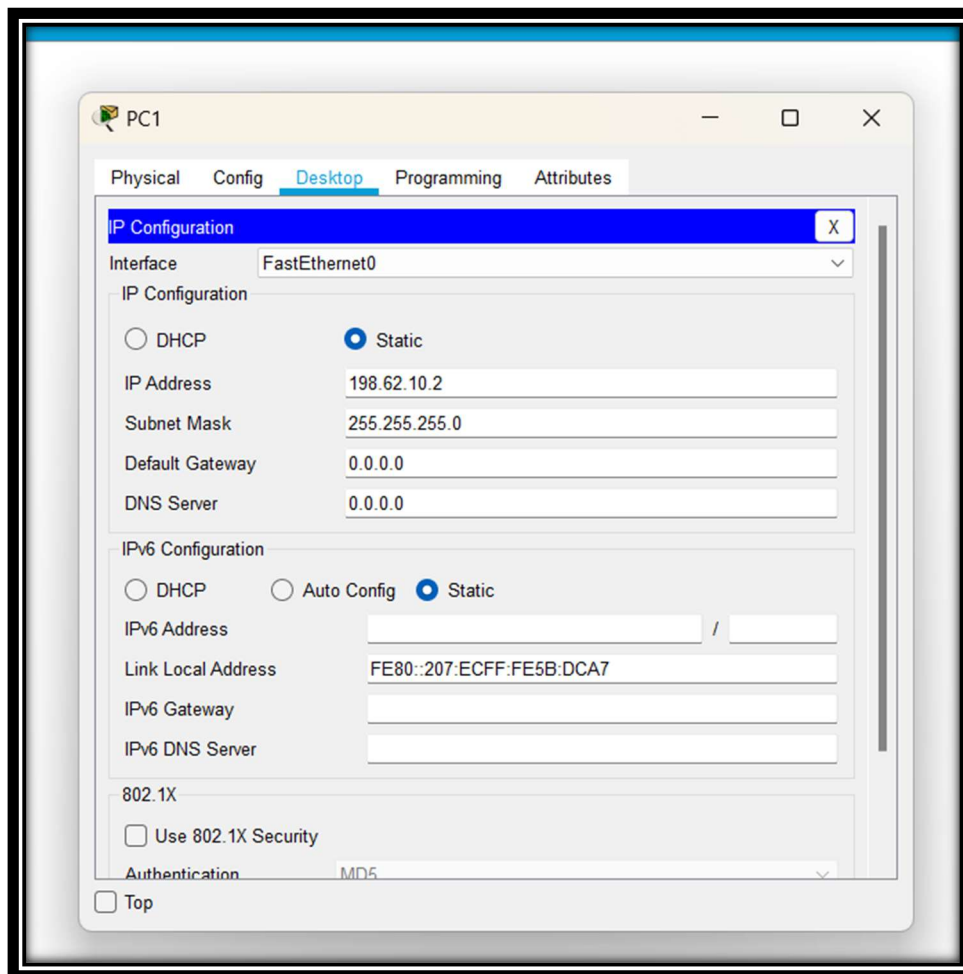 PC1
Physical Config Desktop Programming Attributes
IP Configuration X
Interface FastEthernet0
IP Configuration
DHCP Static
IP Address 198.62.10.2
Subnet Mask 255.255.255.0
Default Gateway 0.0.0.0
DNS Server 0.0.0.0
IPv6 Configuration
DHCP Auto Config Static
IPv6 Address /
Link Local Address FE80::207:ECFF:FE5B:DCA7
IPv6 Gateway
IPv6 DNS Server
802.1X
Use 802.1X Security
Authentication MD5
Top